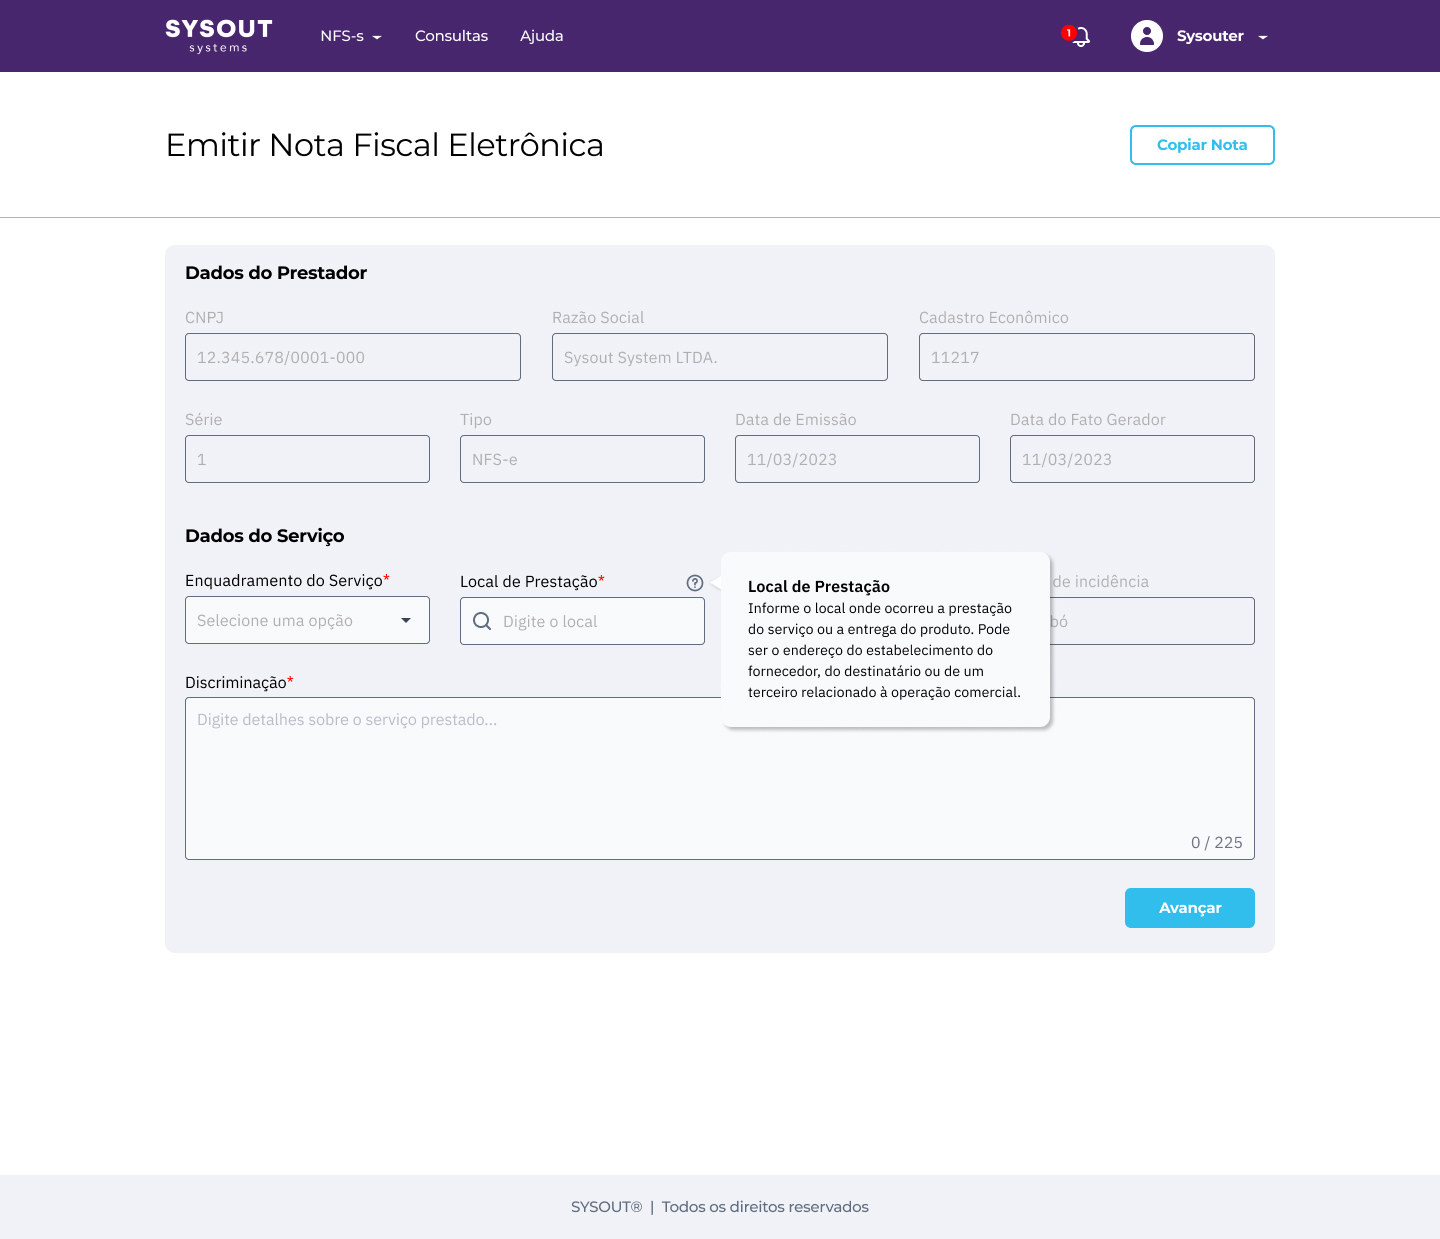 SYSOUT
systems
NFS-s
Consultas
Ajuda
1
Sysouter
Emitir Nota Fiscal Eletrônica
Copiar Nota
Dados do Prestador
CNPJ
Razão Social
Cadastro Econômico
12.345.678/0001-000
Sysout System LTDA.
11217
Série
Tipo
Data de Emissão
Data do Fato Gerador
1
NFS-e
11/03/2023
11/03/2023
Dados do Serviço
Enquadramento do Serviço*
Local de Prestação*
de incidência
Selecione uma opção
Digite o local
bó
Local de Prestação
Informe o local onde ocorreu a prestação
do serviço ou a entrega do produto. Pode
ser o endereço do estabelecimento do
fornecedor, do destinatário ou de um
terceiro relacionado à operação comercial.
Discriminação*
Digite detalhes sobre o serviço prestado...
0 / 225
Avançar
SYSOUT® | Todos os direitos reservados